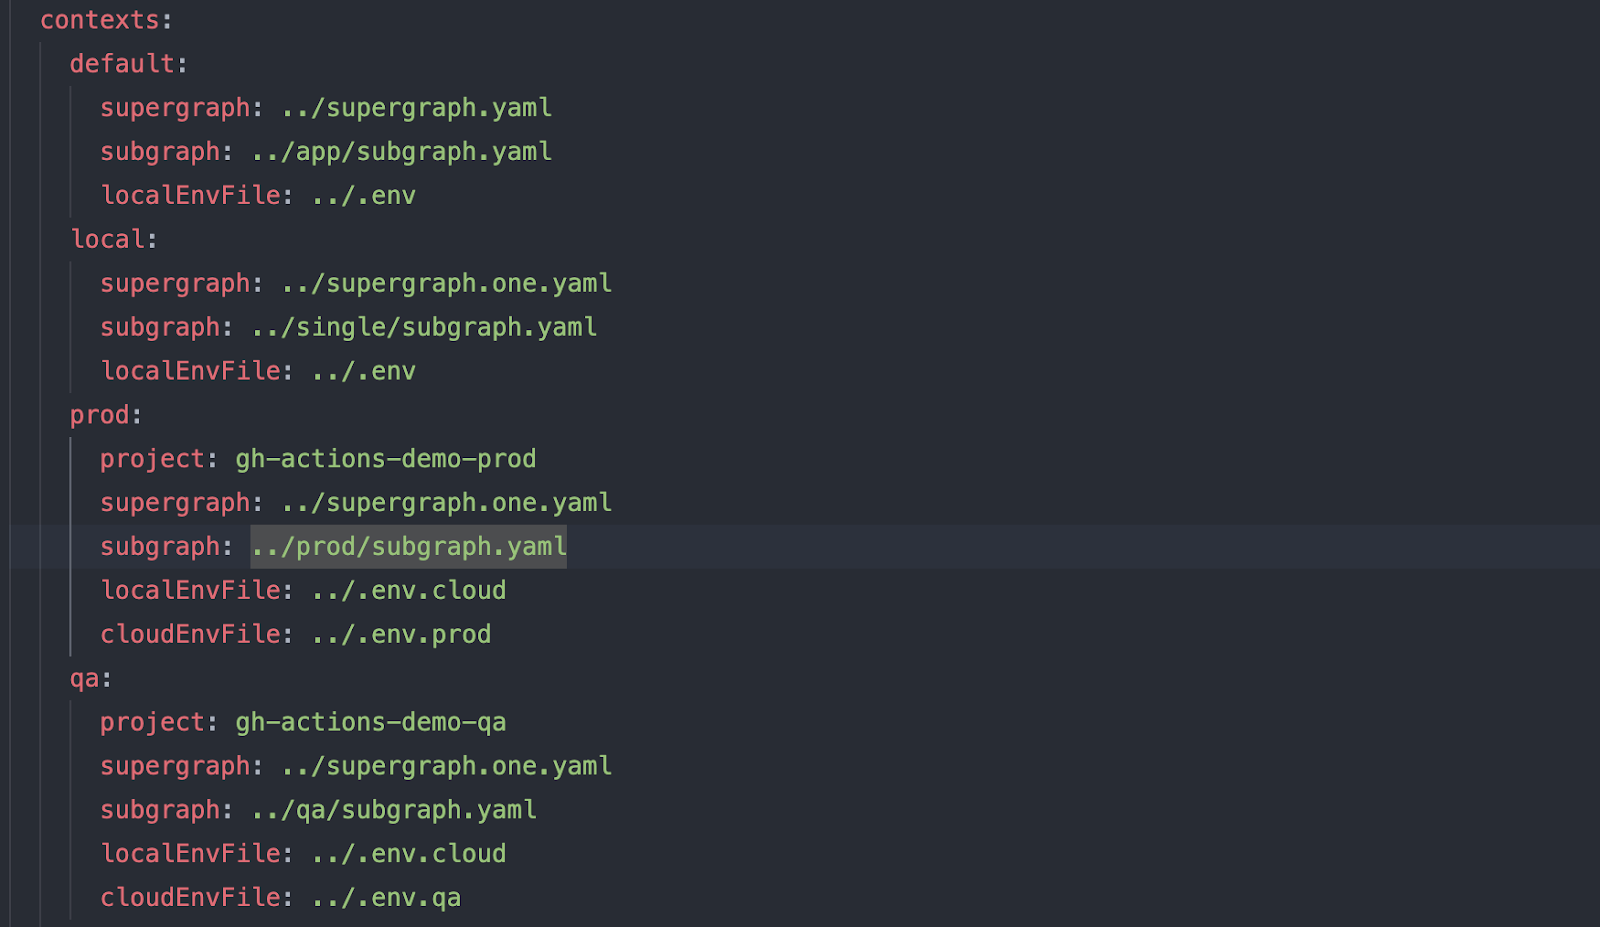 contexts:
default:
supergraph: ../supergraph.yaml
subgraph: ../app/subgraph.yaml
localEnvFile: ../.env
local:
supergraph: ../supergraph.one.yaml
subgraph: ../single/subgraph.yaml
localEnvFile: ../.env
prod:
project: gh-actions-demo-prod
supergraph: ../supergraph.one.yaml
subgraph: ../prod/subgraph.yaml
localEnvFile: ../.env.cloud
cloudEnvFile: ../.env.prod
qa:
project: gh-actions-demo-qa
supergraph: ../supergraph.one.yaml
subgraph: ../qa/subgraph.yaml
localEnvFile: ../.env.cloud
cloudEnvFile: ../.env.qa